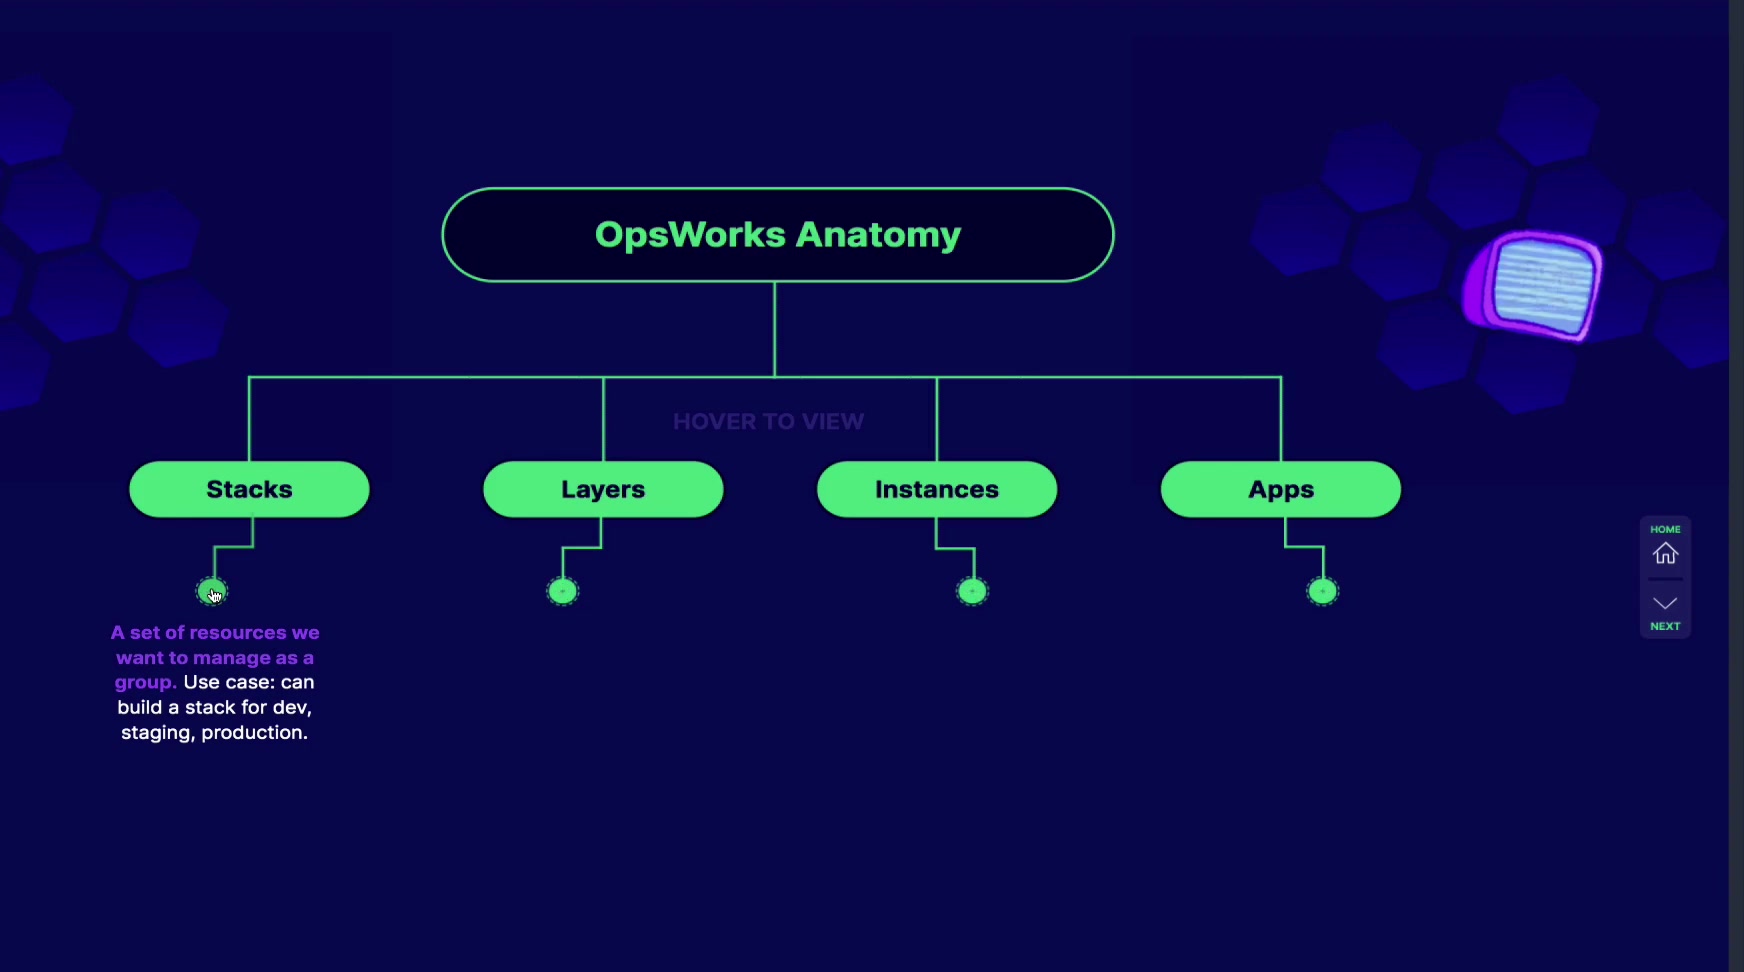 OpsWorks Anatomy
HOVER TO VIEW
Stacks
Layers
Instances
Apps
A set of resources we
want to manage as a
group. Use case: can
build a stack for dev,
staging, production.
HOME
NEXT